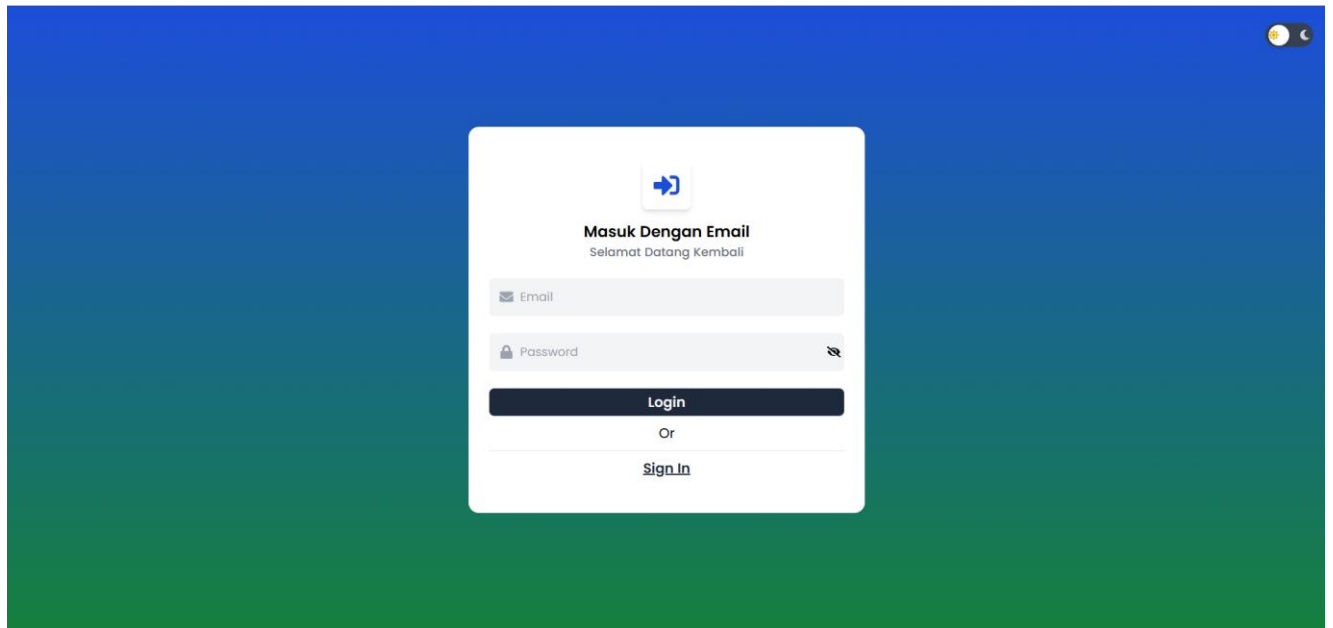 Masuk Dengan Email
Selamat Datang Kembali
Email
Password
Login
Or
Sign In